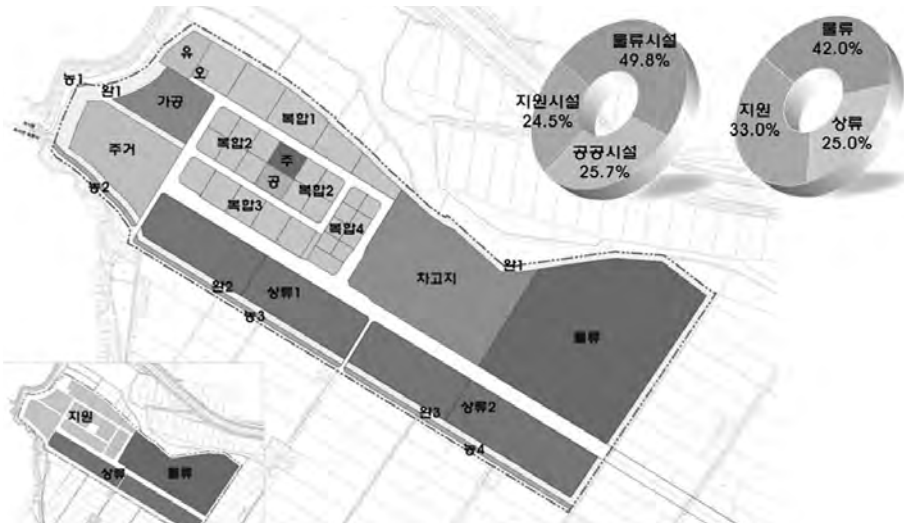 유
오
농1
완1
가공
복합1
주거
복합2
주
공
복합2
농2
복합3
복합4
완1
차고지
완2
상류1
농3
물류
상류2
완3
농4
물류시설
49.8%
지원시설
24.5%
공공시설
25.7%
물류
42.0%
지원
33.0%
상류
25.0%
지원
상류
물류